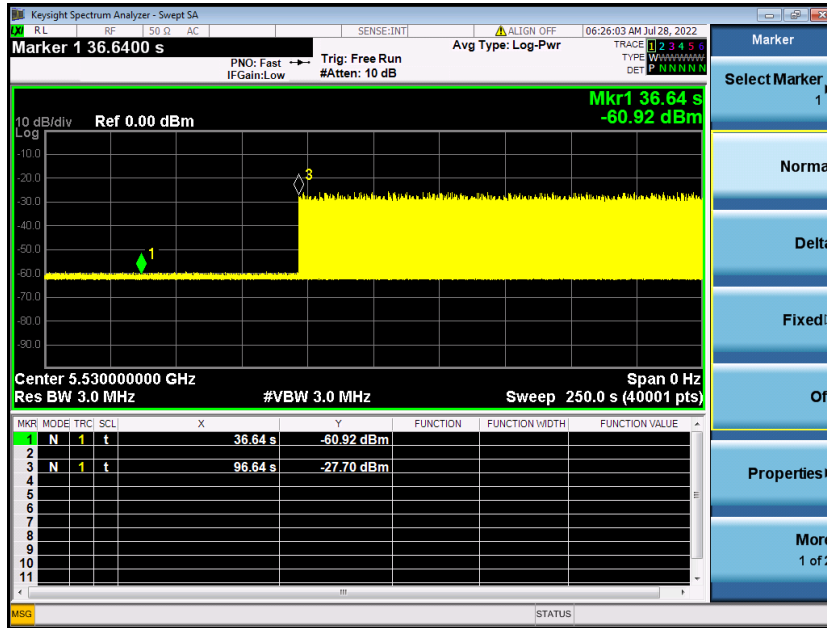 Keysight Spectrum Analyzer - Swept SA
LXI RL RF 50 Ω AC SENSE:INT ALIGN OFF 06:26:03 AM Jul 28, 2022
Marker 1 36.6400 s
PNO: Fast
IFGain:Low
Trig: Free Run
#Atten: 10 dB
Avg Type: Log-Pwr
TRACE 1 2 3 4 5 6
TYPE W
DET P N N N N N
Mkr1 36.64 s
-60.92 dBm
10 dB/div Ref 0.00 dBm
Log
-10.0
-20.0
-30.0
-40.0
-50.0
-60.0
-70.0
-80.0
-90.0
3
1
Center 5.530000000 GHz Span 0 Hz
Res BW 3.0 MHz #VBW 3.0 MHz Sweep 250.0 s (40001 pts)
MKR MODE TRC SCL X Y FUNCTION FUNCTION WIDTH FUNCTION VALUE
1 N 1 t 36.64 s -60.92 dBm
2
3 N 1 t 96.64 s -27.70 dBm
4
5
6
7
8
9
10
11
MSG STATUS
Marker
Select Marker
1
Norma
Delta
Fixed
Of
Properties
More
1 of 2